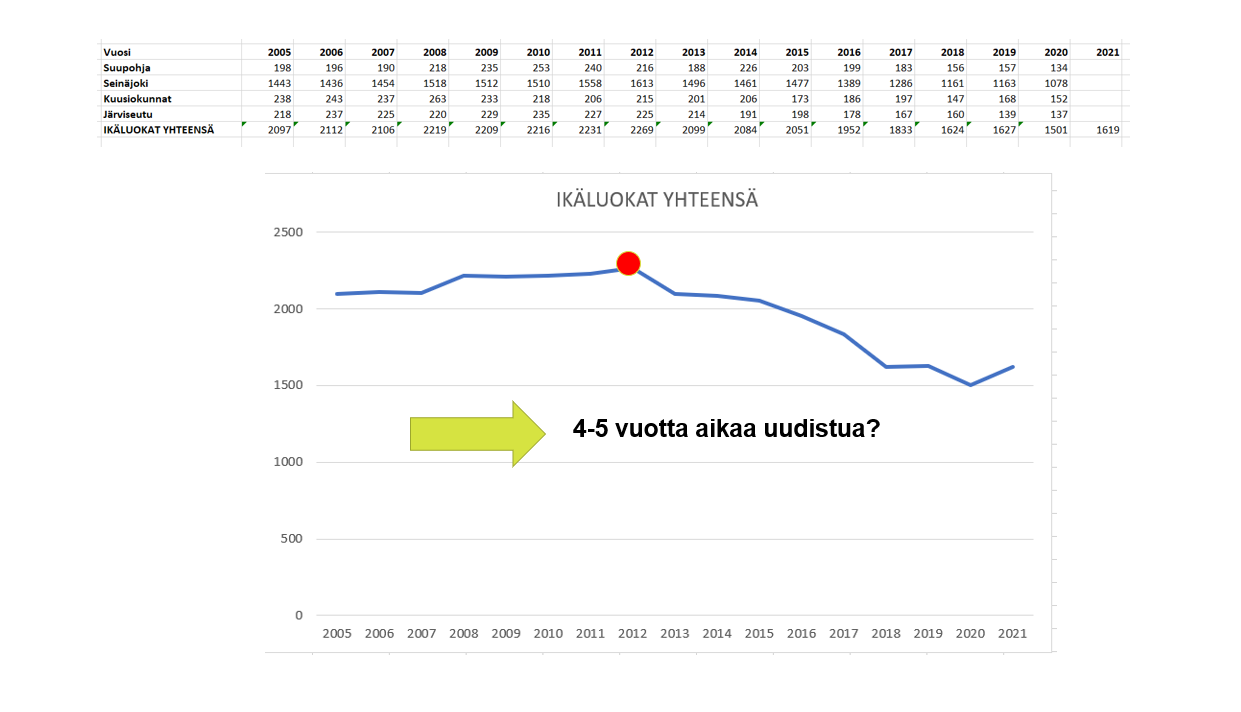 Vuosi 2005 2006 2007 2008 2009 2010 2011 2012 2013 2014 2015 2016 2017 2018 2019 2020 2021
Suupohja 198 196 190 218 235 253 240 216 188 226 203 199 183 156 157 134
Seinäjoki 1443 1436 1454 1518 1512 1510 1558 1613 1496 1461 1477 1389 1286 1161 1163 1078
Kuusiokunnat 238 243 237 263 233 218 206 215 201 206 173 186 197 147 168 152
Järviseutu 218 237 225 220 229 235 227 225 214 191 198 178 167 160 139 137
IKÄLUOKAT YHTEENSÄ 2097 2112 2106 2219 2209 2216 2231 2269 2099 2084 2051 1952 1833 1624 1627 1501 1619
IKÄLUOKAT YHTEENSÄ
2500
2000
1500
4-5 vuotta aikaa uudistua?
1000
500
0
2005 2006 2007 2008 2009 2010 2011 2012 2013 2014 2015 2016 2017 2018 2019 2020 2021